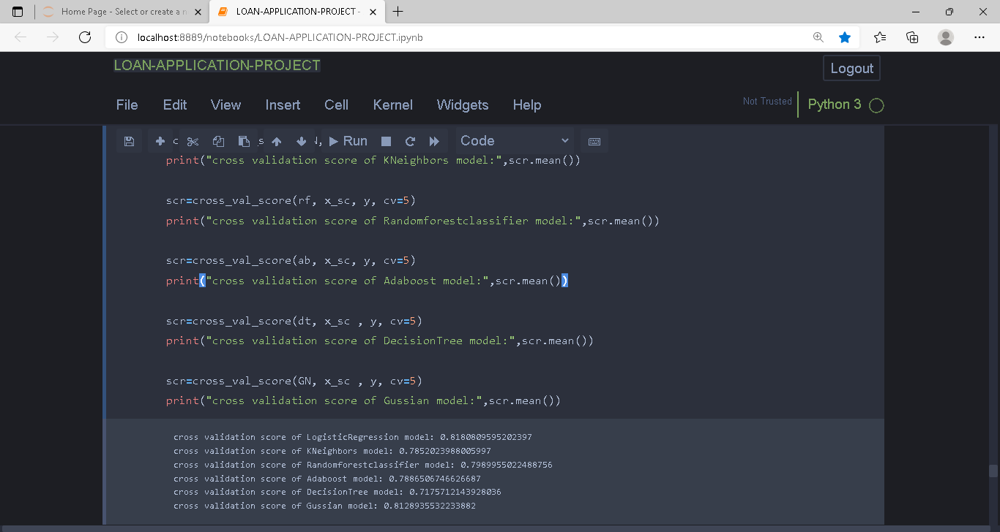 Home Page - Select or create a n
LOAN-APPLICATION-PROJECT -
localhost:8889/notebooks/LOAN-APPLICATION-PROJECT.ipynb
LOAN-APPLICATION-PROJECT
Logout
File Edit View Insert Cell Kernel Widgets Help
Not Trusted
Python 3
Run
Code
print("cross validation score of KNeighbors model:",scr.mean())
scr=cross_val_score(rf, x_sc, y, cv=5)
print("cross validation score of Randomforestclassifier model:",scr.mean())
scr=cross_val_score(ab, x_sc, y, cv=5)
print("cross validation score of Adaboost model:",scr.mean())
scr=cross_val_score(dt, x_sc , y, cv=5)
print("cross validation score of DecisionTree model:",scr.mean())
scr=cross_val_score(GN, x_sc , y, cv=5)
print("cross validation score of Gussian model:",scr.mean())
cross validation score of LogisticRegression model: 0.8180809595202397
cross validation score of KNeighbors model: 0.7852023988005997
cross validation score of Randomforestclassifier model: 0.7989955022488756
cross validation score of Adaboost model: 0.7886506746626687
cross validation score of DecisionTree model: 0.7175712143928036
cross validation score of Gussian model: 0.8128935532233882